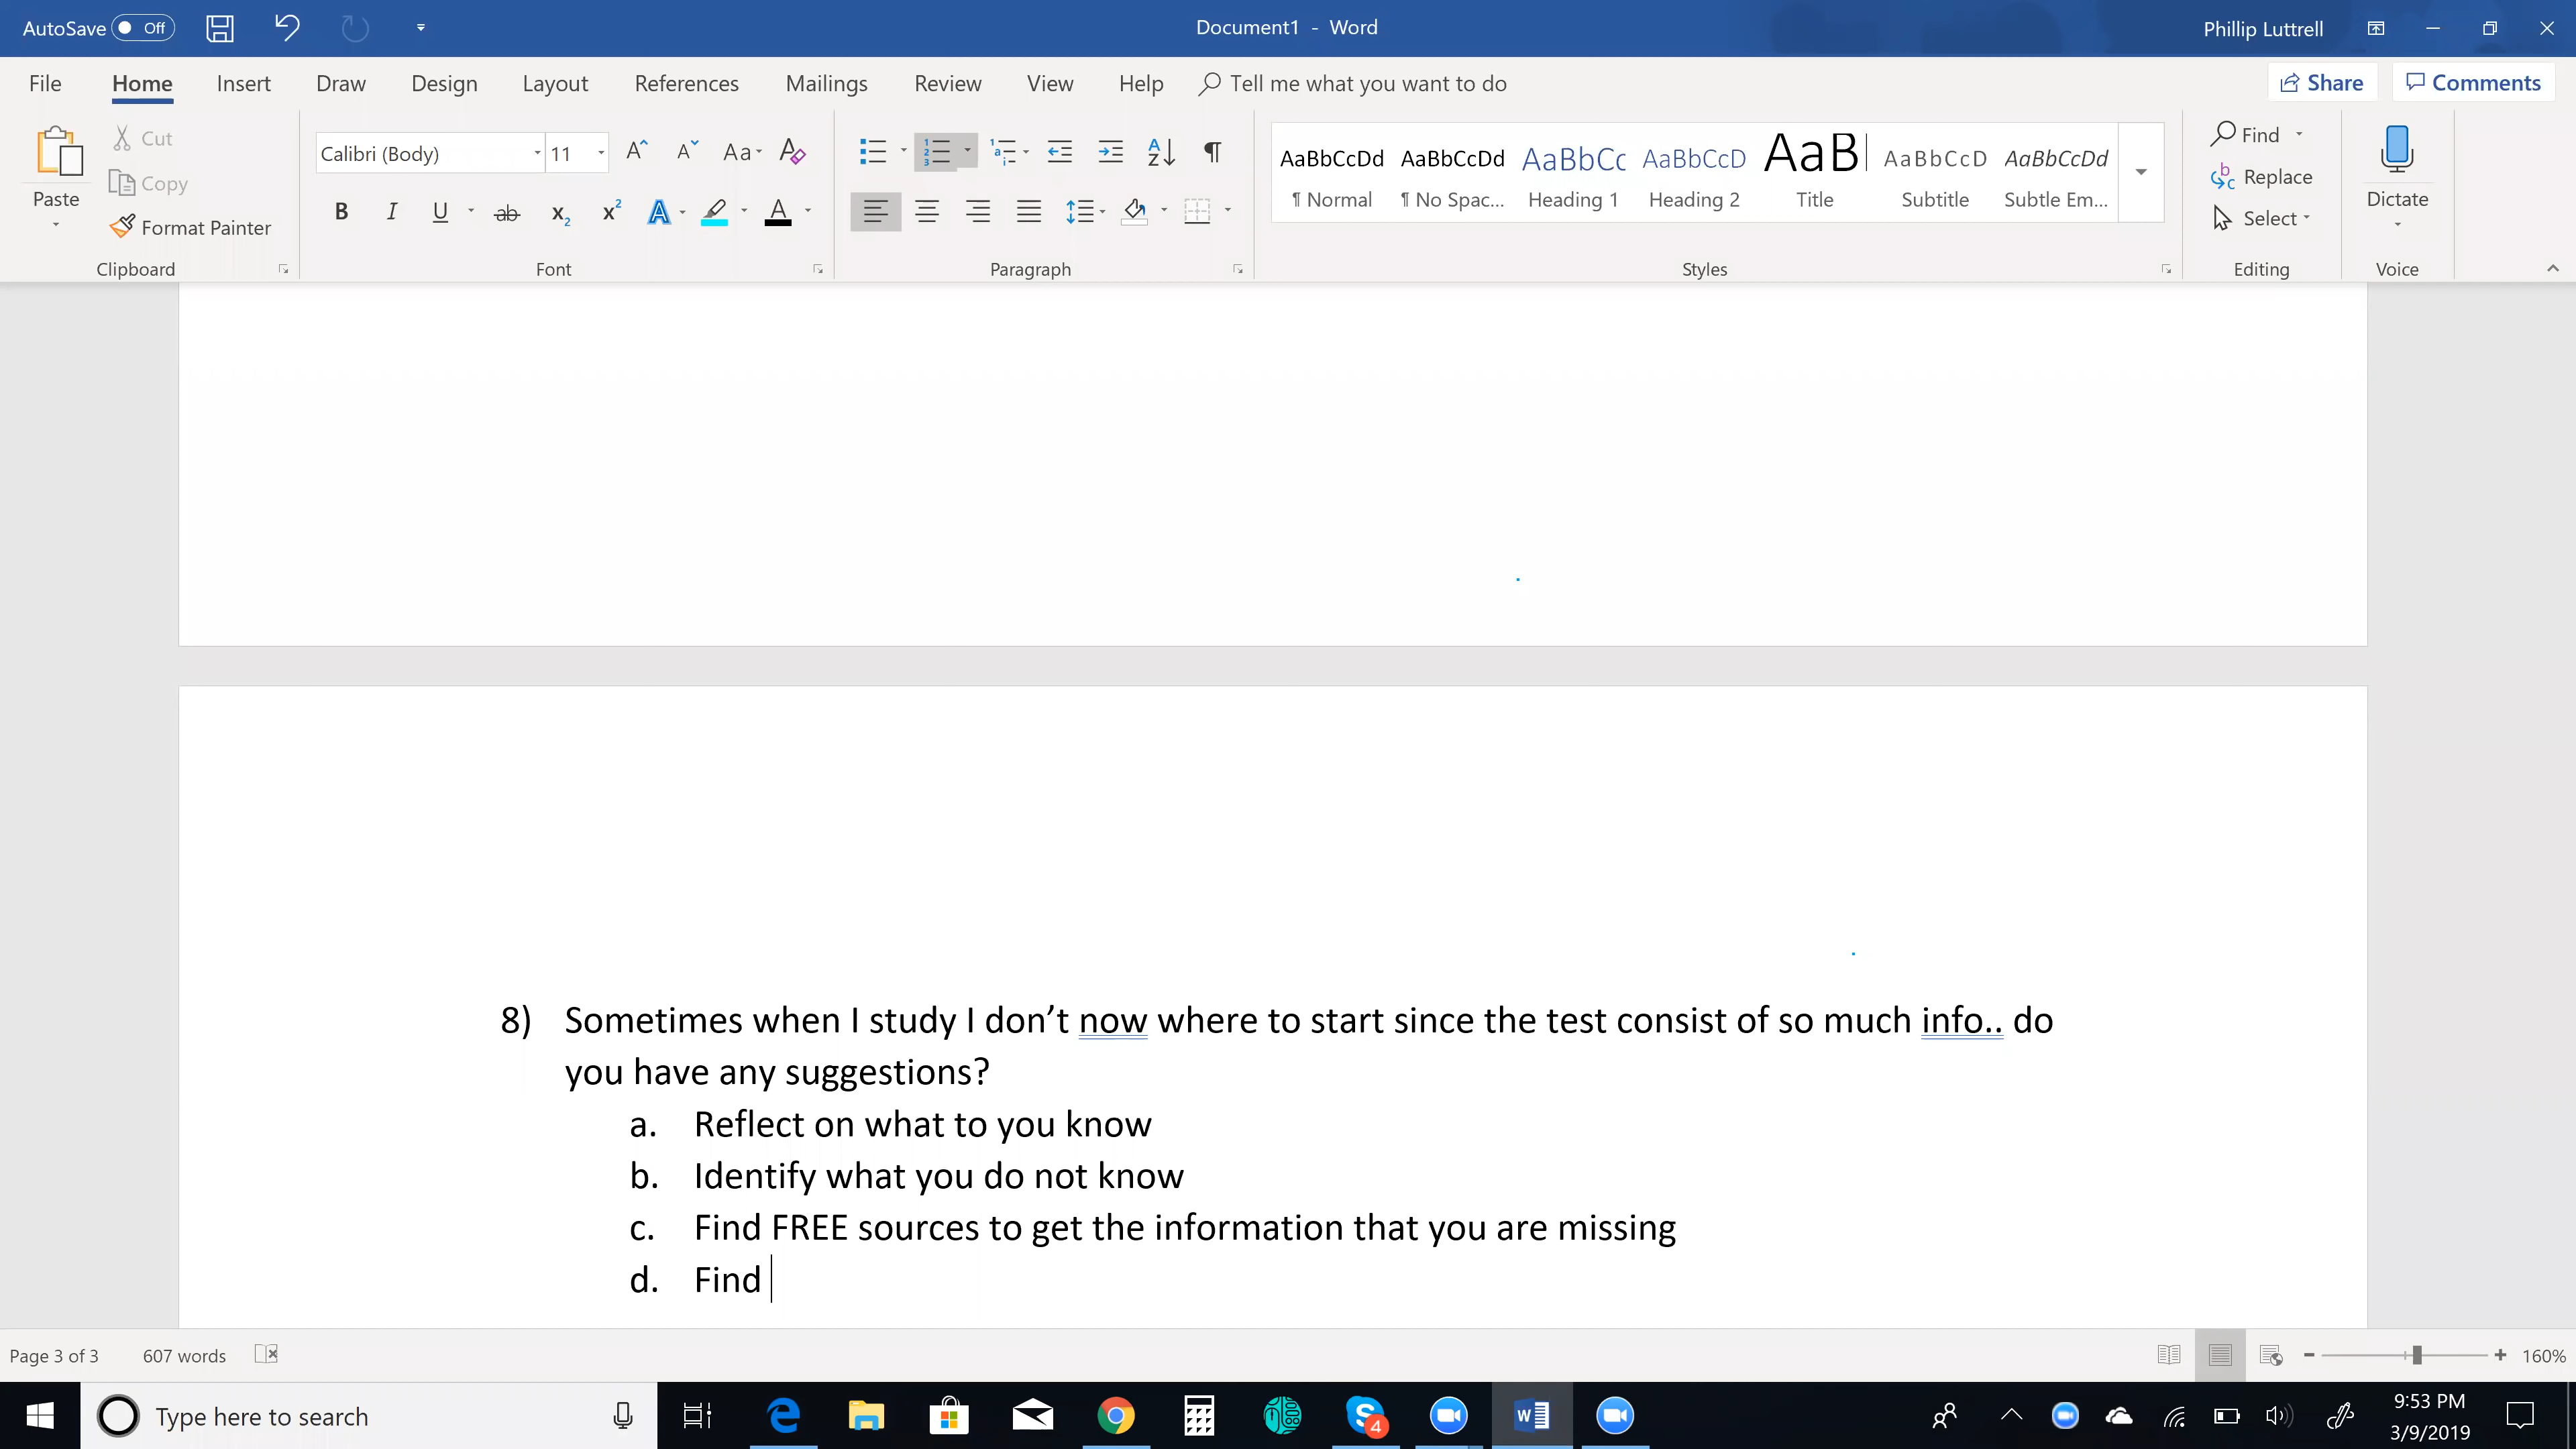 AutoSave Off Document1 - Word Phillip Luttrell
File Home Insert Draw Design Layout References Mailings Review View Help Tell me what you want to do Share Comments
Paste Cut Copy Format Painter Clipboard
Calibri (Body) 11 Font
Paragraph
AaBbCcDd AaBbCcDd AaBbCc AaBbCcD AaB AaBbCcD AaBbCcDd
¶ Normal ¶ No Spac... Heading 1 Heading 2 Title Subtitle Subtle Em...
Styles
Find Replace Select Editing
Dictate Voice
8) Sometimes when I study I don’t now where to start since the test consist of so much info.. do
you have any suggestions?
a. Reflect on what to you know
b. Identify what you do not know
c. Find FREE sources to get the information that you are missing
d. Find
Page 3 of 3 607 words 160%
Type here to search 4 9:53 PM
3/9/2019